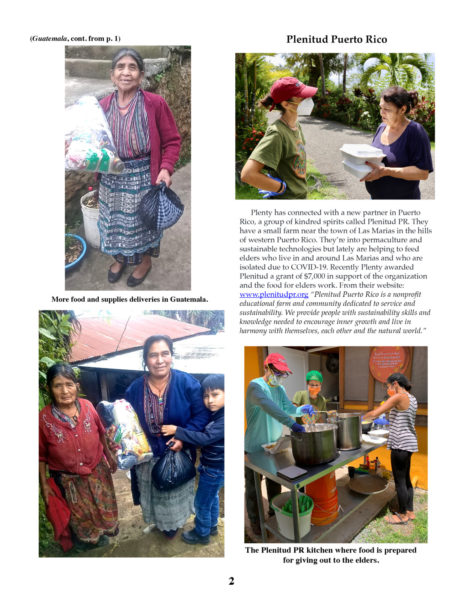 (Guatemala, cont. from p. 1)
More food and supplies deliveries in Guatemala.
Plenitud Puerto Rico
Plenty has connected with a new partner in Puerto
Rico, a group of kindred spirits called Plenitud PR. They
have a small farm near the town of Las Marias in the hills
of western Puerto Rico. They're into permaculture and
sustainable technologies but lately are helping to feed
elders who live in and around Las Marias and who are
isolated due to COVID-19. Recently Plenty awarded
Plenitud a grant of $7,000 in support of the organization
and the food for elders work. From their website:
www.plenitudpr.org "Plenitud Puerto Rico is a nonprofit
educational farm and community dedicated to service and
sustainability. We provide people with sustainability skills and
knowledge needed to encourage inner growth and live in
harmony with themselves, each other and the natural world."
The Plenitud PR kitchen where food is prepared
for giving out to the elders.
2